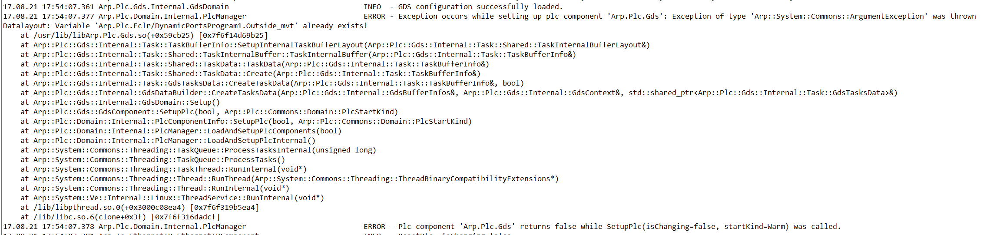 17.08.21 17:54:07.361 Arp.Plc.Gds.Internal.GdsDomain INFO - GDS configuration successfully loaded.
17.08.21 17:54:07.377 Arp.Plc.Domain.Internal.PlcManager ERROR - Exception occurs while setting up plc component 'Arp.Plc.Gds': Exception of type 'Arp::System::Commons::ArgumentException' was thrown
Datalayout: Variable 'Arp.Plc.Eclr/DynamicPortsProgram1.Outside_mvt' already exists!
at /usr/lib/libArp.Plc.Gds.so(+0x59cb25) [0x7f6f14d69b25]
at Arp::Plc::Gds::Internal::Task::TaskBufferInfo::SetupInternalTaskBufferLayout(Arp::Plc::Gds::Internal::Task::Shared::TaskInternalBufferLayout&)
at Arp::Plc::Gds::Internal::Task::Shared::TaskInternalBuffer::TaskInternalBuffer(Arp::Plc::Gds::Internal::Task::TaskBufferInfo&)
at Arp::Plc::Gds::Internal::Task::Shared::TaskData::TaskData(Arp::Plc::Gds::Internal::Task::TaskBufferInfo&)
at Arp::Plc::Gds::Internal::Task::Shared::TaskData::Create(Arp::Plc::Gds::Internal::Task::TaskBufferInfo&)
at Arp::Plc::Gds::Internal::Task::GdsTasksData::CreateTaskData(Arp::Plc::Gds::Internal::Task::TaskBufferInfo&, bool)
at Arp::Plc::Gds::Internal::GdsDataBuilder::CreateTasksData(Arp::Plc::Gds::Internal::GdsBufferInfos&, Arp::Plc::Gds::Internal::GdsContext&, std::shared_ptr<Arp::Plc::Gds::Internal::Task::GdsTasksData>&)
at Arp::Plc::Gds::Internal::GdsDomain::Setup()
at Arp::Plc::Gds::GdsComponent::SetupPlc(bool, Arp::Plc::Commons::Domain::PlcStartKind)
at Arp::Plc::Domain::Internal::PlcComponentInfo::SetupPlc(bool, Arp::Plc::Commons::Domain::PlcStartKind)
at Arp::Plc::Domain::Internal::PlcManager::LoadAndSetupPlcComponents(bool)
at Arp::Plc::Domain::Internal::PlcManager::LoadAndSetupPlcInternal()
at Arp::System::Commons::Threading::TaskQueue::ProcessTasksInternal(unsigned long)
at Arp::System::Commons::Threading::TaskQueue::ProcessTasks()
at Arp::System::Commons::Threading::TaskThread::RunInternal(void*)
at Arp::System::Commons::Threading::Thread::RunThread(Arp::System::Commons::Threading::ThreadBinaryCompatibilityExtensions*)
at Arp::System::Commons::Threading::Thread::RunInternal(void*)
at Arp::System::Ve::Internal::Linux::ThreadService::RunInternal(void*)
at /lib/libpthread.so.0(+0x3000c08ea4) [0x7f6f319b5ea4]
at /lib/libc.so.6(clone+0x3f) [0x7f6f316dadcf]
17.08.21 17:54:07.378 Arp.Plc.Domain.Internal.PlcManager ERROR - Plc component 'Arp.Plc.Gds' returns false while SetupPlc(isChanging=false, startKind=Warm) was called.